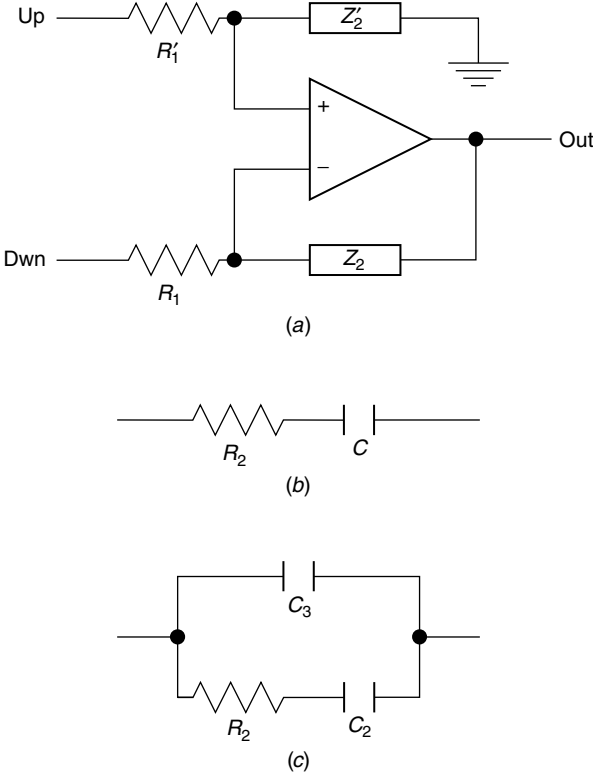 Up
R′₁
Z′₂
+
−
Out
Dwn
R₁
Z₂
(a)
R₂
C
(b)
C₃
R₂
C₂
(c)